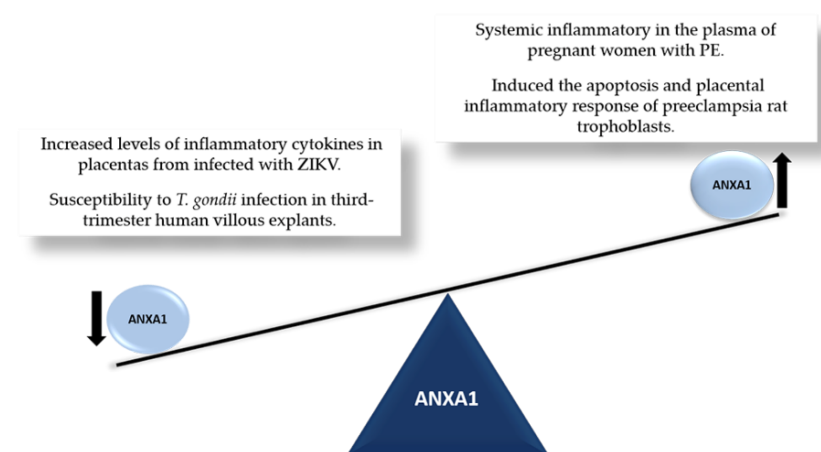 Systemic inflammatory in the plasma of
pregnant women with PE.
Induced the apoptosis and placental
inflammatory response of preeclampsia rat
trophoblasts.
Increased levels of inflammatory cytokines in
placentas from infected with ZIKV.
Susceptibility to T. gondii infection in third-
trimester human villous explants.
ANXA1
ANXA1
ANXA1